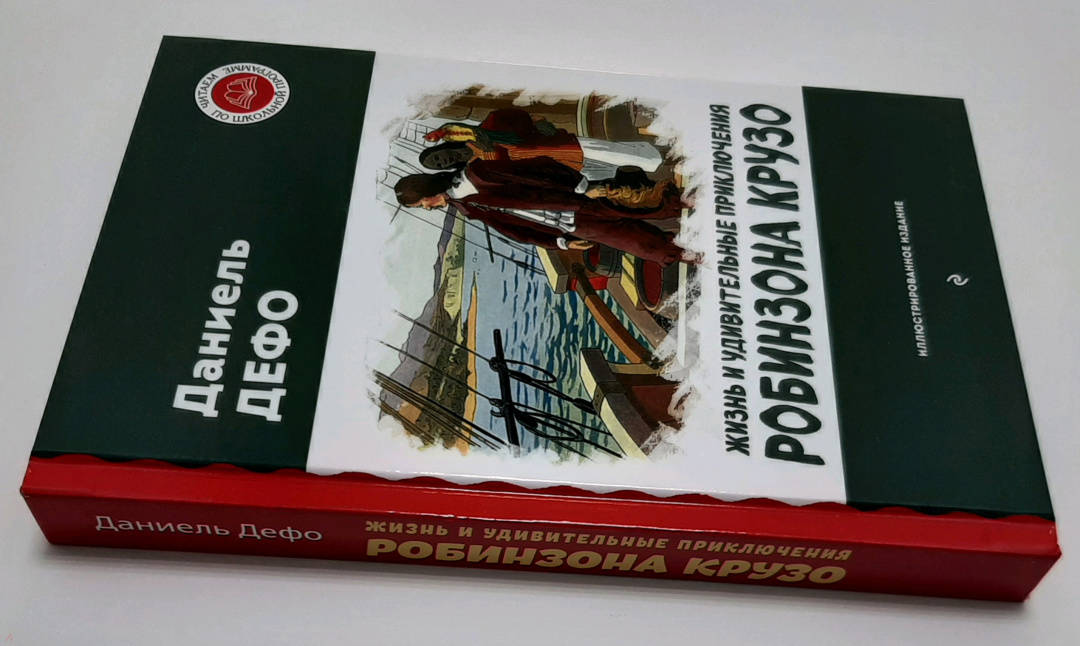 ЧИТАЕМ
ПО ШКОЛЬНОЙ ПРОГРАММЕ
Даниель
ДЕФО
ЖИЗНЬ И УДИВИТЕЛЬНЫЕ ПРИКЛЮЧЕНИЯ
РОБИНЗОНА КРУЗО
ИЛЛЮСТРИРОВАННОЕ ИЗДАНИЕ
Даниель Дефо
ЖИЗНЬ И УДИВИТЕЛЬНЫЕ ПРИКЛЮЧЕНИЯ
РОБИНЗОНА КРУЗО